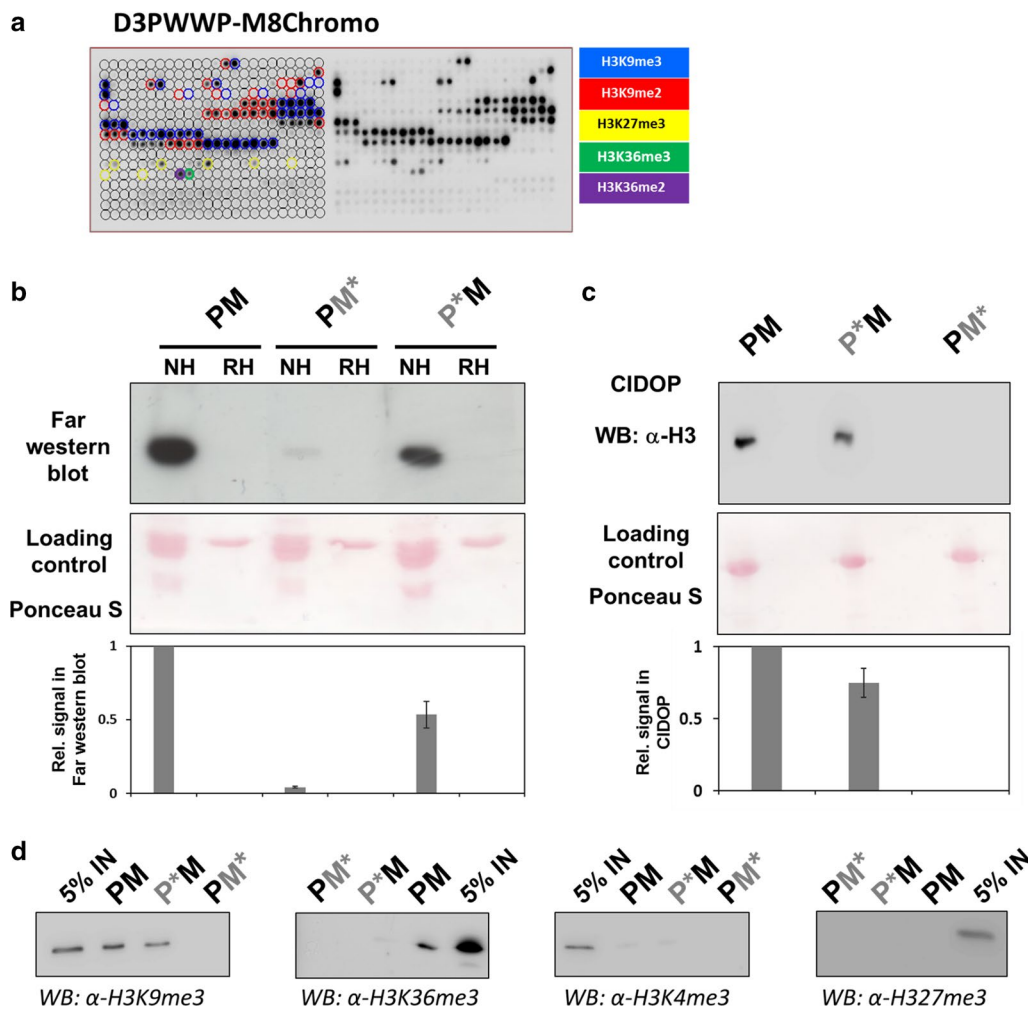 a
D3PWWP-M8Chromo
H3K9me3
H3K9me2
H3K27me3
H3K36me3
H3K36me2
b
PM PM* P*M
NH RH NH RH NH RH
Far
western
blot
Loading
control
Ponceau S
Rel. signal in
Far western blot
1
0.5
0
c
PM P*M PM*
CIDOP
WB: α-H3
Loading
control
Ponceau S
Rel. signal in
CIDOP
1
0.5
0
d
5% IN PM P*M PM*
WB: α-H3K9me3
PM* P*M PM 5% IN
WB: α-H3K36me3
5% IN PM P*M PM*
WB: α-H3K4me3
PM* P*M PM 5% IN
WB: α-H327me3